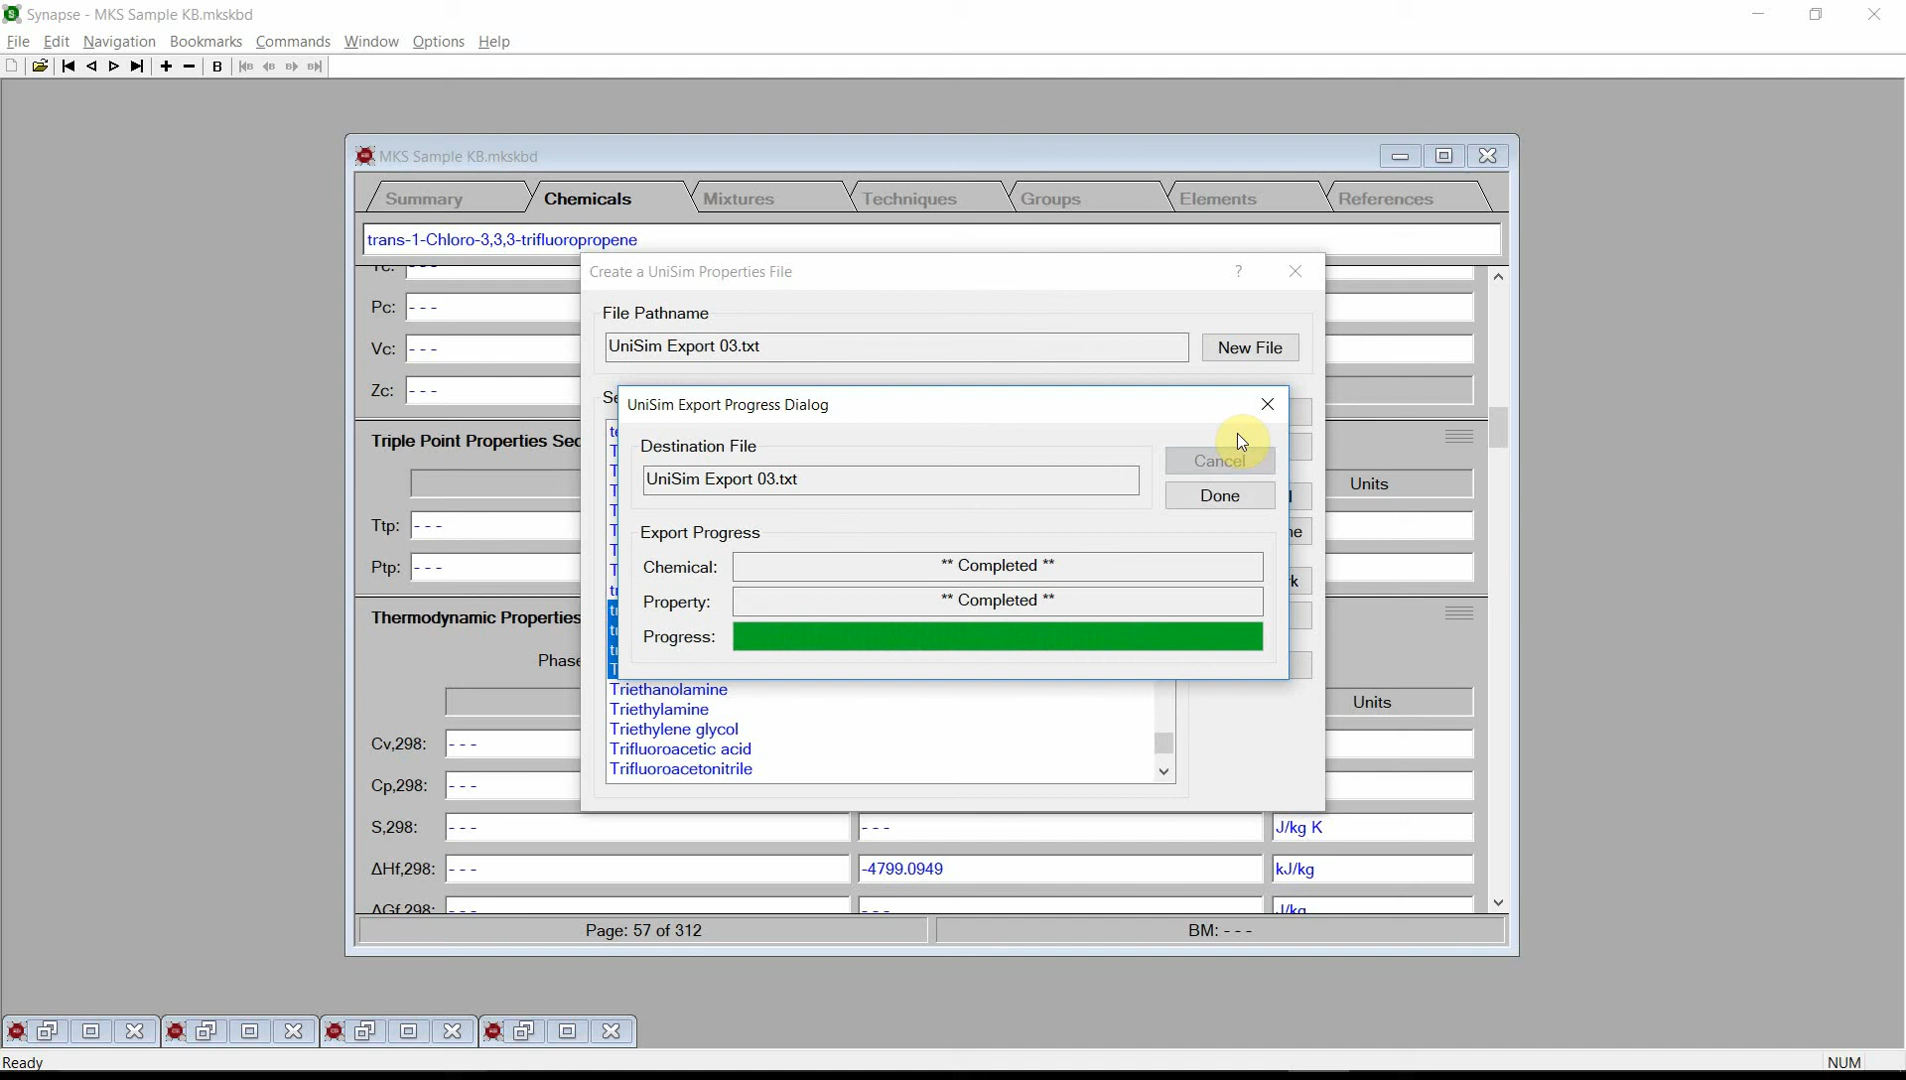 Synapse - MKS Sample KB.mkskbd
File Edit Navigation Bookmarks Commands Window Options Help
B
MKS Sample KB.mkskbd
Summary Chemicals Mixtures Techniques Groups Elements References
trans-1-Chloro-3,3,3-trifluoropropene
Create a UniSim Properties File ?
- - -
Pc: - - -
File Pathname
UniSim Export 03.txt New File
Vc: - - -
Zc: - - -
UniSim Export Progress Dialog
Triple Point Properties Sec
Destination File
Cancel
UniSim Export 03.txt
Done
Units
Ttp: - - -
Export Progress
Chemical: ** Completed **
Ptp: - - -
Property: ** Completed **
Thermodynamic Properties
Progress:
Phase
Triethanolamine
Units
Triethylamine
Triethylene glycol
Cv,298: - - -
Trifluoroacetic acid
Trifluoroacetonitrile
Cp,298: - - -
S,298: - - - - - - J/kg K
ΔHf,298: - - - -4799.0949 kJ/kg
ΔGf,298: - - - - - - J/kg
Page: 57 of 312 BM: - - -
Ready NUM